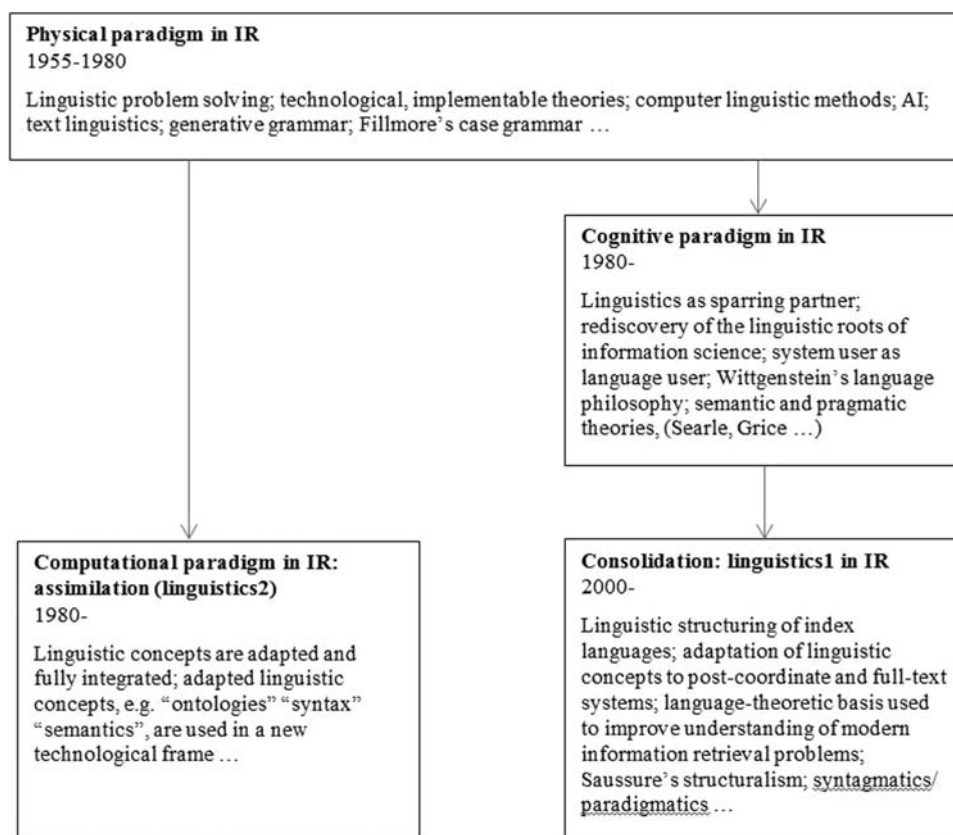 Physical paradigm in IR
1955-1980
Linguistic problem solving; technological, implementable theories; computer linguistic methods; AI;
text linguistics; generative grammar; Fillmore’s case grammar …
Cognitive paradigm in IR
1980-
Linguistics as sparring partner;
rediscovery of the linguistic roots of
information science; system user as
language user; Wittgenstein’s language
philosophy; semantic and pragmatic
theories, (Searle, Grice …)
Computational paradigm in IR:
assimilation (linguistics2)
1980-
Linguistic concepts are adapted and
fully integrated; adapted linguistic
concepts, e.g. “ontologies” “syntax”
“semantics”, are used in a new
technological frame …
Consolidation: linguistics1 in IR
2000-
Linguistic structuring of index
languages; adaptation of linguistic
concepts to post-coordinate and full-text
systems; language-theoretic basis used
to improve understanding of modern
information retrieval problems;
Saussure’s structuralism; syntagmatics/
paradigmatics …